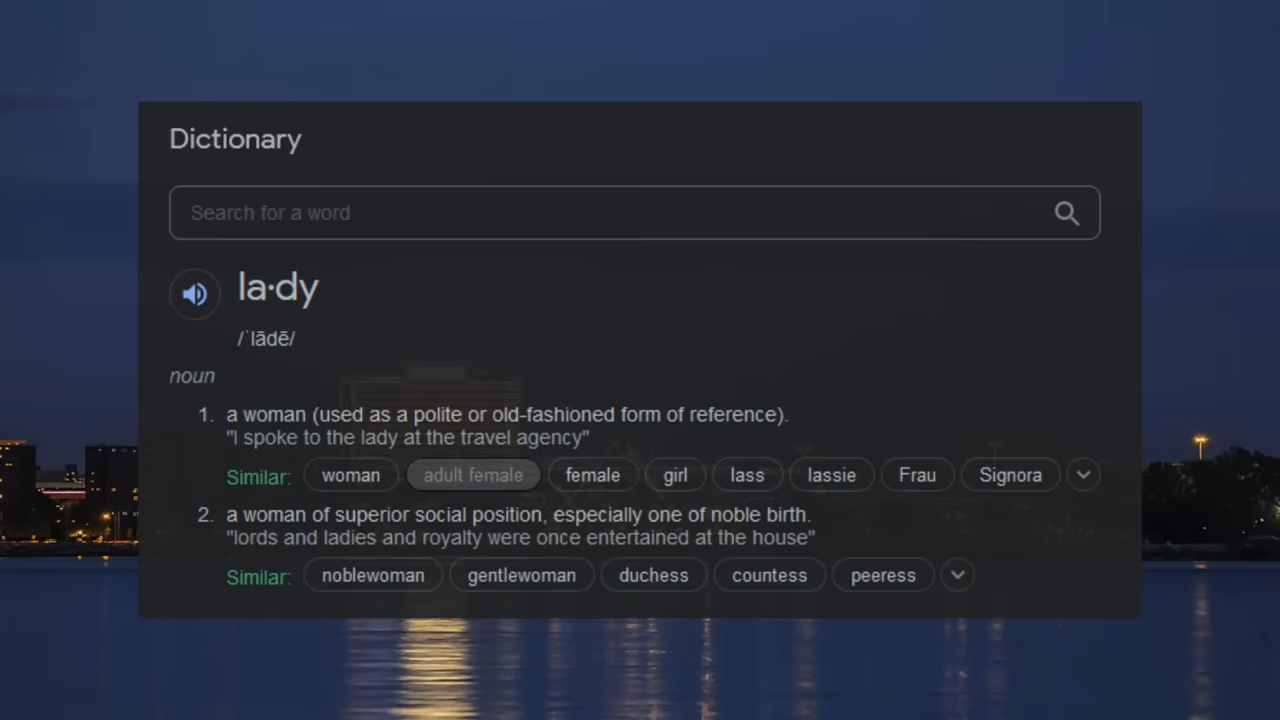 Dictionary
Search for a word
la·dy
/ˈlādē/
noun
1. a woman (used as a polite or old-fashioned form of reference).
"I spoke to the lady at the travel agency"
Similar: woman adult female female girl lass lassie Frau Signora
2. a woman of superior social position, especially one of noble birth.
"lords and ladies and royalty were once entertained at the house"
Similar: noblewoman gentlewoman duchess countess peeress